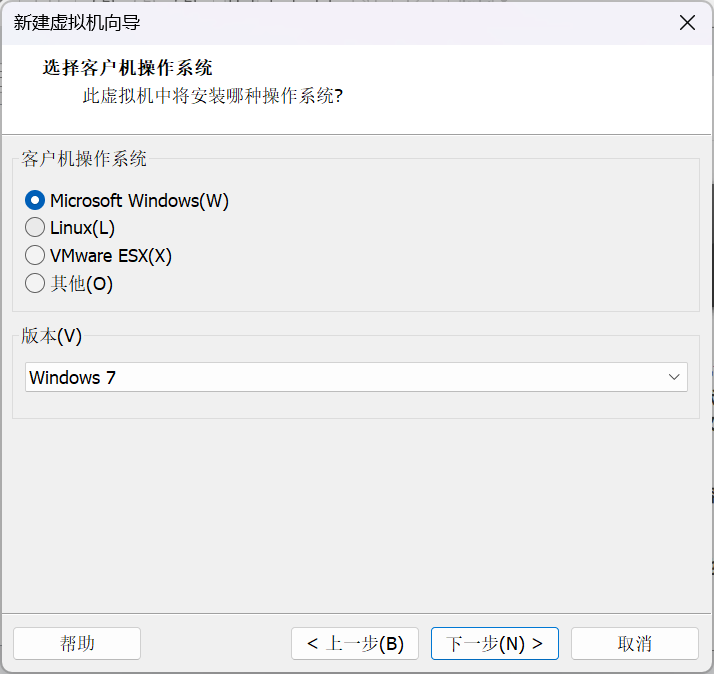 新建虚拟机向导
选择客户机操作系统
此虚拟机中将安装哪种操作系统?
客户机操作系统
Microsoft Windows(W)
Linux(L)
VMware ESX(X)
其他(O)
版本(V)
Windows 7
帮助
< 上一步(B)
下一步(N) >
取消